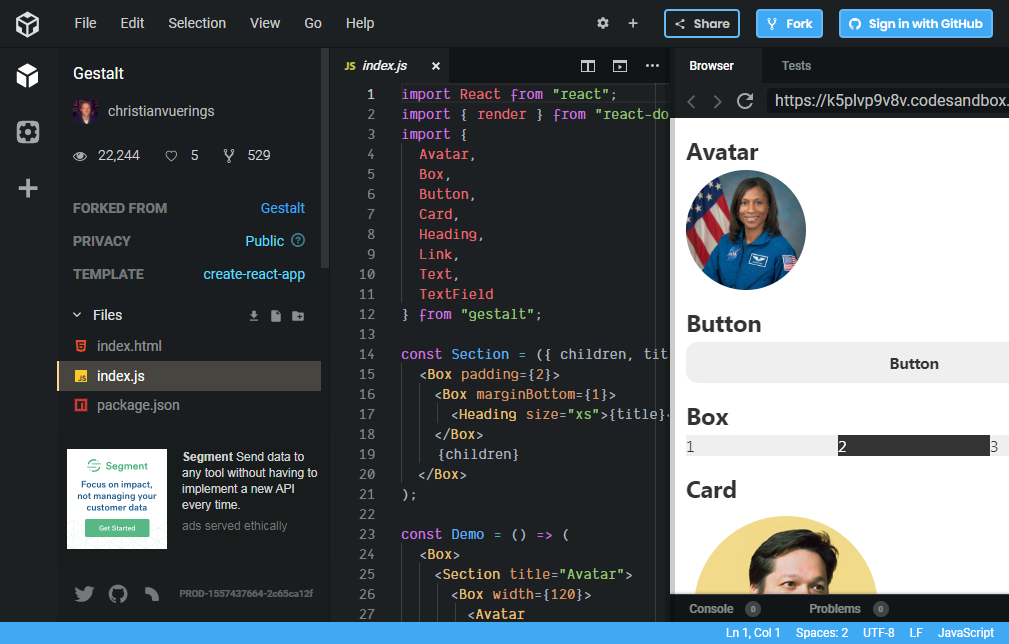 File Edit Selection View Go Help
Share Fork Sign in with GitHub
Gestalt
christianvuerings
22,244 5 529
FORKED FROM Gestalt
PRIVACY Public ?
TEMPLATE create-react-app
Files
index.html
JS index.js
package.json
Segment
Focus on impact,
not managing your
customer data
Get Started
Segment Send data to
any tool without having to
implement a new API
every time.
ads served ethically
PROD-1557437664-2c65ca12f
JS index.js
1 import React from "react";
2 import { render } from "react-do
3 import {
4 Avatar,
5 Box,
6 Button,
7 Card,
8 Heading,
9 Link,
10 Text,
11 TextField
12 } from "gestalt";
13
14 const Section = ({ children, tit
15 <Box padding={2}>
16 <Box marginBottom={1}>
17 <Heading size="xs">{title}<
18 </Box>
19 {children}
20 </Box>
21 );
22
23 const Demo = () => (
24 <Box>
25 <Section title="Avatar">
26 <Box width={120}>
27 <Avatar
Browser Tests
https://k5plvp9v8v.codesandbox.
Avatar
Button
Button
Box
1 2 3
Card
Console 0 Problems 0
Ln 1, Col 1 Spaces: 2 UTF-8 LF JavaScript